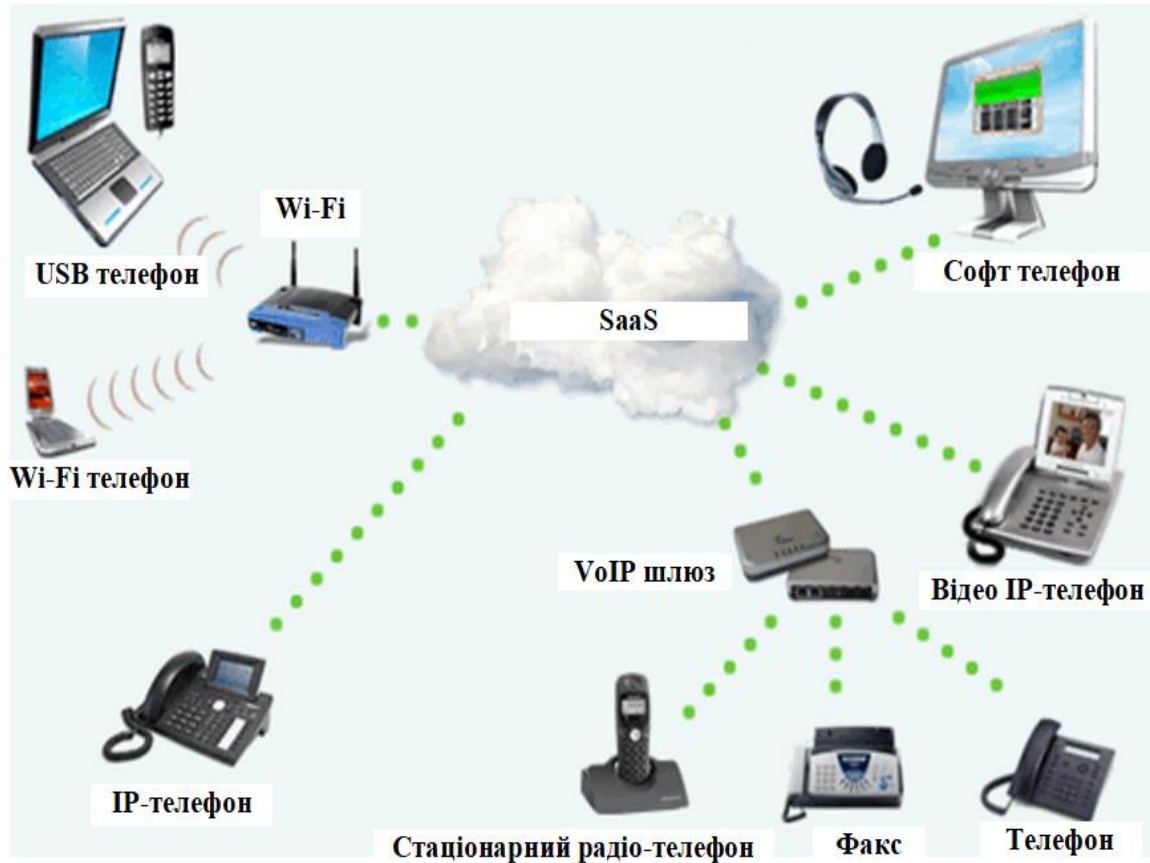 Wi-Fi
USB телефон
Софт телефон
SaaS
Wi-Fi телефон
VoIP шлюз
Відео IP-телефон
IP-телефон
Стаціонарний радіо-телефон
Факс
Телефон